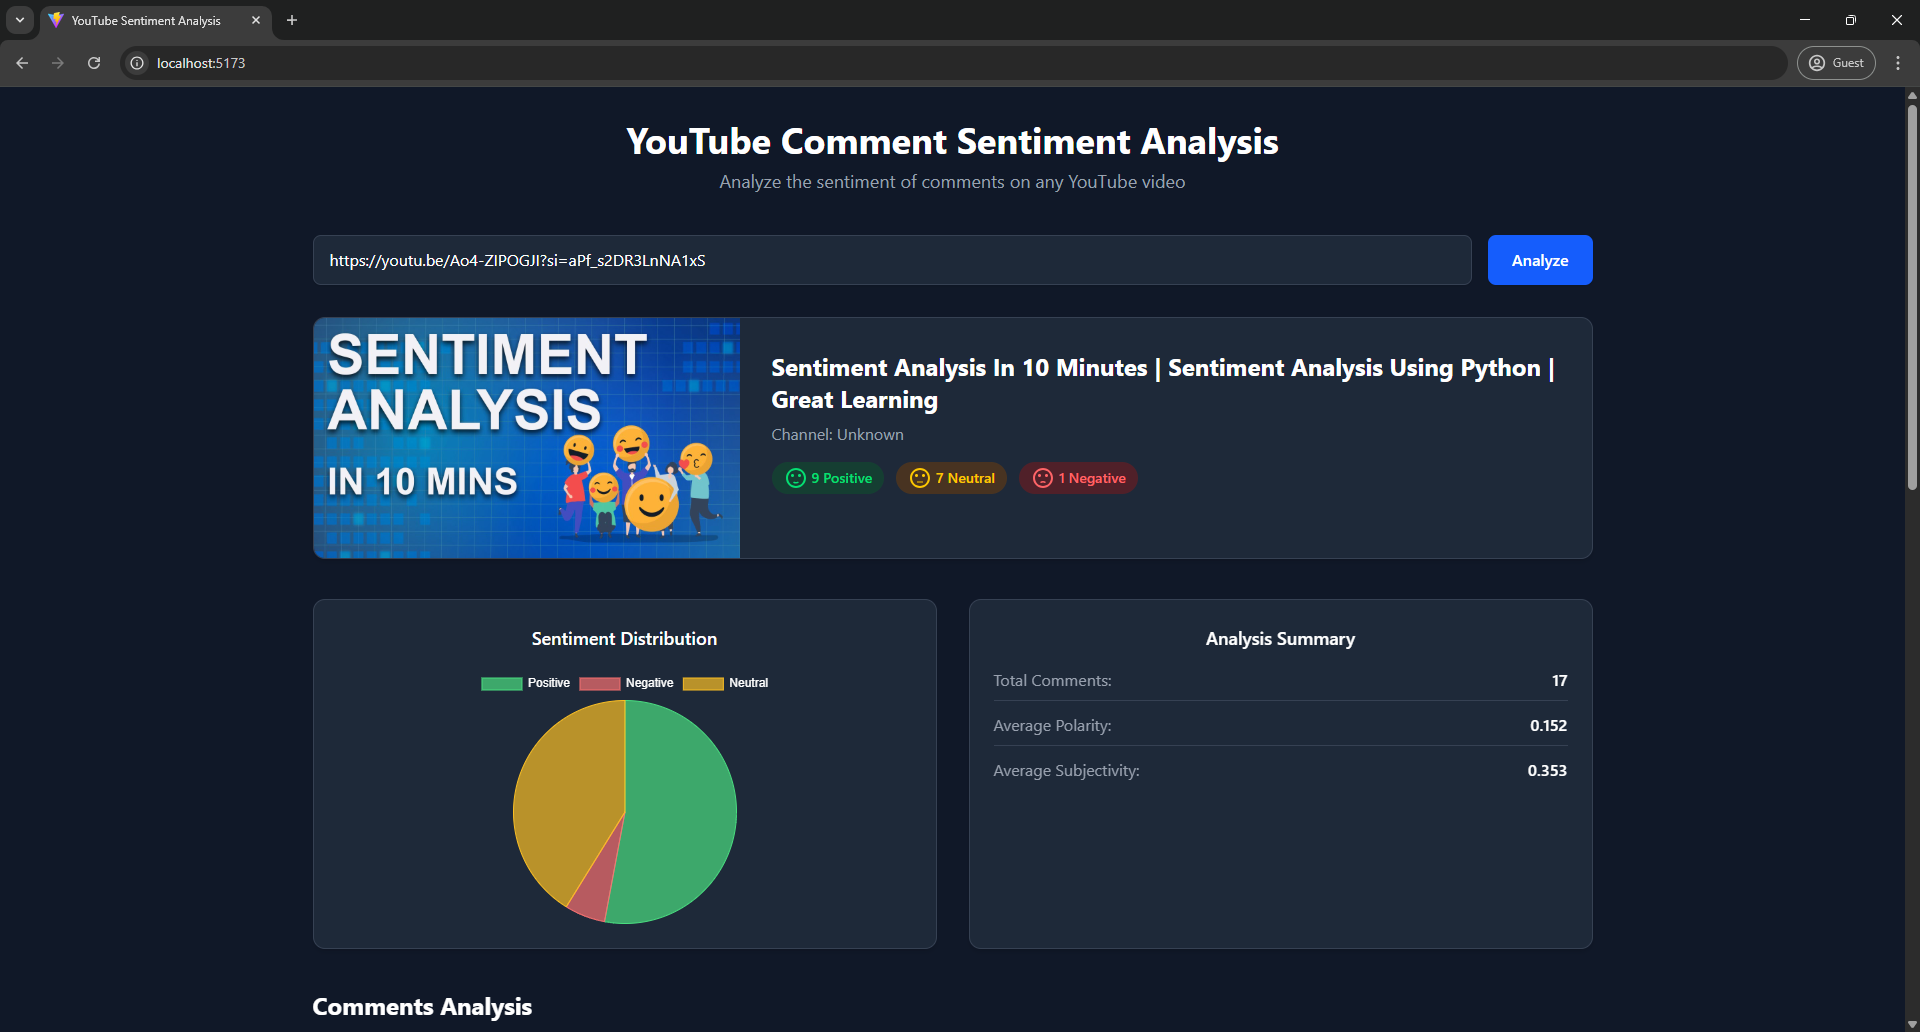 YouTube Sentiment Analysis
localhost:5173
Guest
YouTube Comment Sentiment Analysis
Analyze the sentiment of comments on any YouTube video
https://youtu.be/Ao4-ZIPOGJI?si=aPf_s2DR3LnNA1xS
Analyze
SENTIMENT
ANALYSIS
IN 10 MINS
Sentiment Analysis In 10 Minutes | Sentiment Analysis Using Python |
Great Learning
Channel: Unknown
9 Positive
7 Neutral
1 Negative
Sentiment Distribution
Positive
Negative
Neutral
Analysis Summary
Total Comments: 17
Average Polarity: 0.152
Average Subjectivity: 0.353
Comments Analysis